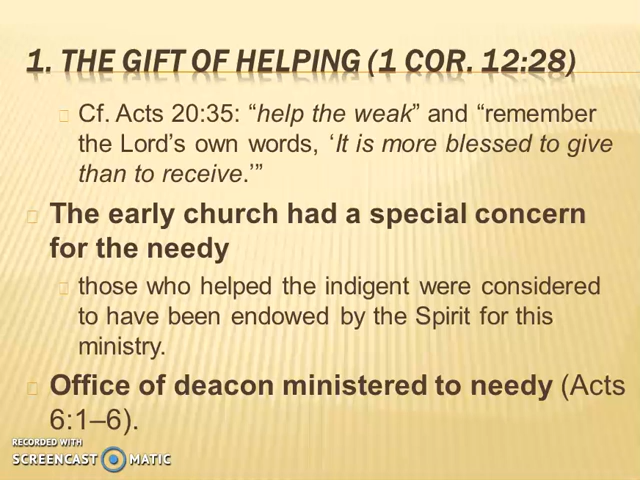 1. THE GIFT OF HELPING (1 COR. 12:28)
Cf. Acts 20:35: “help the weak” and “remember
the Lord’s own words, ‘It is more blessed to give
than to receive.’”
The early church had a special concern
for the needy
those who helped the indigent were considered
to have been endowed by the Spirit for this
ministry.
Office of deacon ministered to needy (Acts
6:1–6).
RECORDED WITH
SCREENCAST MATIC